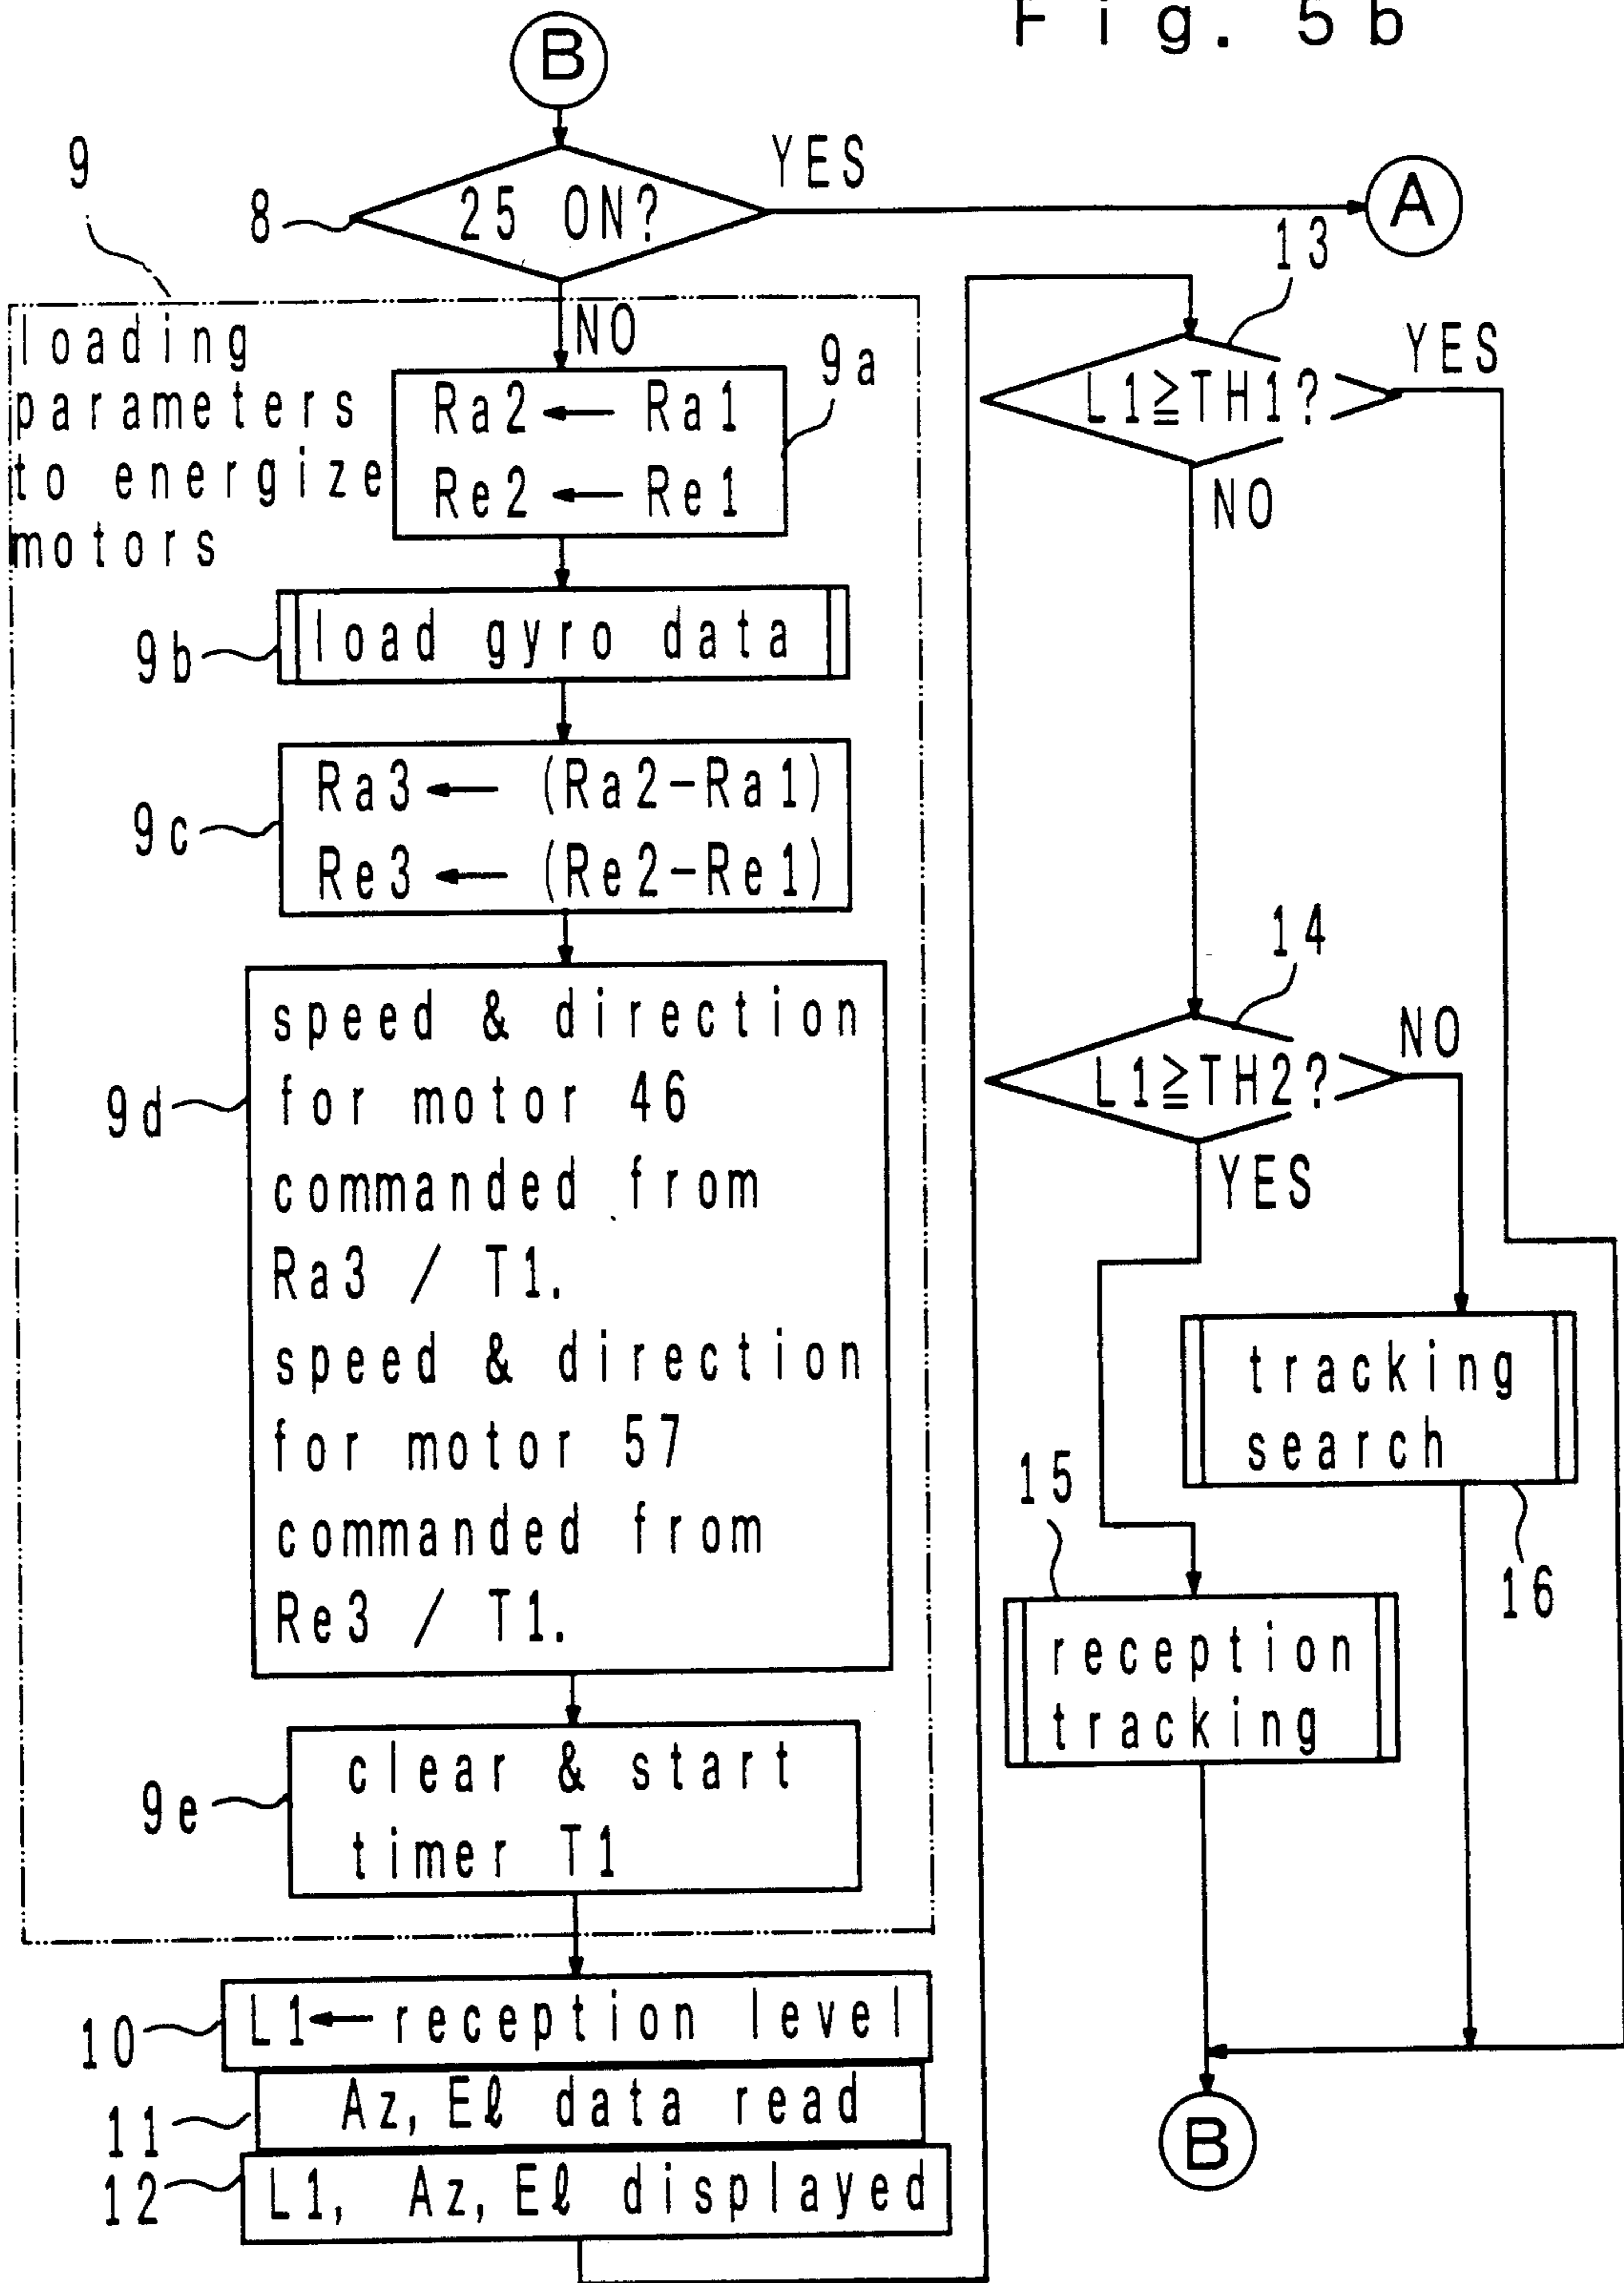 Fig. 5b
B
9
8
25 ON?
YES
A
NO
loading
parameters
to energize
motors
9a
Ra2 ← Ra1
Re2 ← Re1
9b
load gyro data
9c
Ra3 ← (Ra2-Ra1)
Re3 ← (Re2-Re1)
9d
speed & direction
for motor 46
commanded from
Ra3 / T1.
speed & direction
for motor 57
commanded from
Re3 / T1.
9e
clear & start
timer T1
10
L1← reception level
11
Az, Eℓ data read
12
L1, Az, Eℓ displayed
13
L1≧TH1?
YES
NO
14
L1≧TH2?
NO
YES
tracking
search
16
15
reception
tracking
B